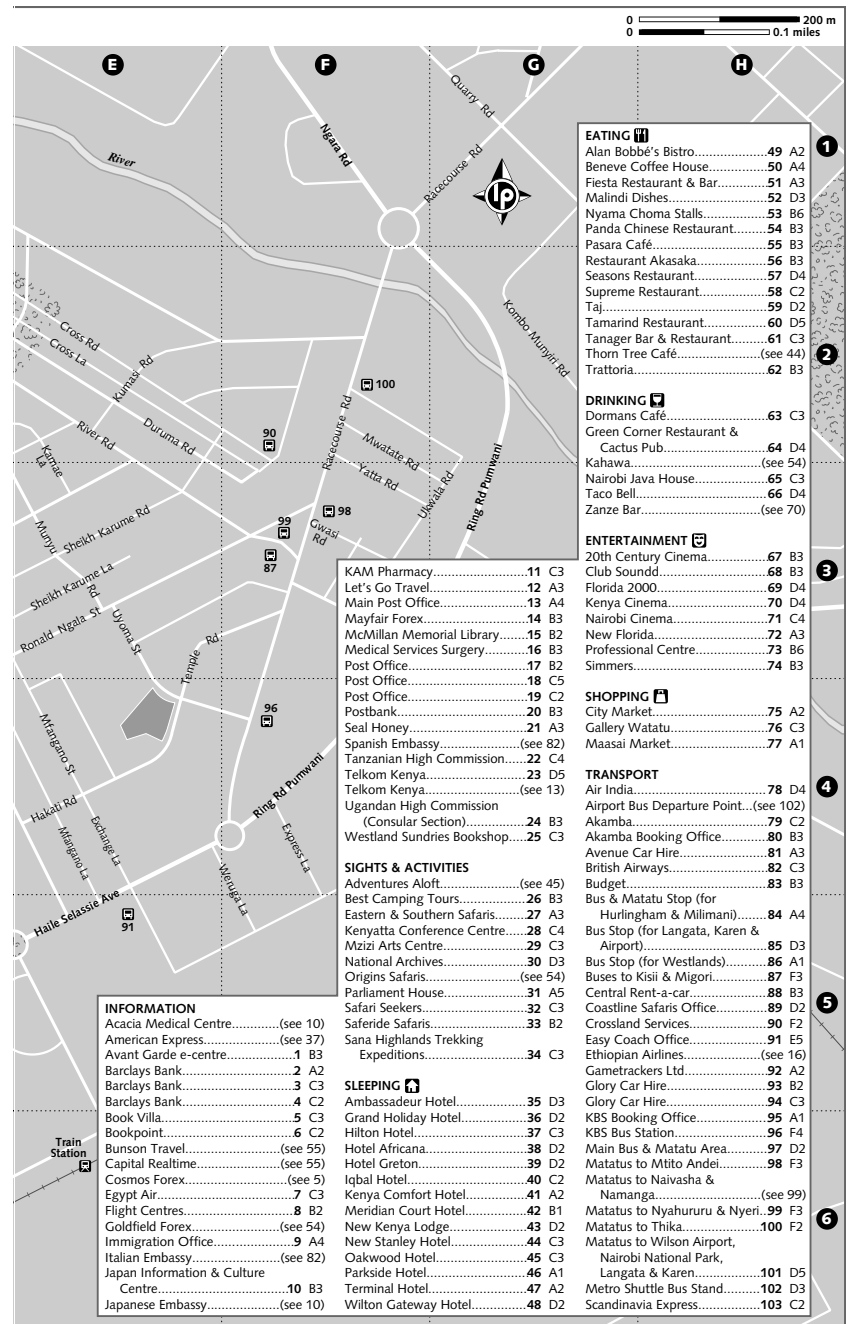 0 200 m
0 0.1 miles
E
F
G
H
1
2
3
4
5
6
River
Ngara Rd
Quarry Rd
Racecourse Rd
lp
Kombo Munyiri Rd
Cross Rd
Cross La
Kumasi Rd
River Rd
Duruma Rd
90
100
Racecourse Rd
Mwatate Rd
Yatta Rd
Ukwala Rd
Ring Rd Pumwani
Kamae La
Munyu Rd
Sheikh Karume Rd
99
98
Gwasi Rd
87
Sheikh Karume La
Ronald Ngala St
Uyoma St
Temple Rd
96
Mfangano St
Hakati Rd
Mfangano La
Exchange La
Ring Rd Pumwani
Express La
Weruga La
Haile Selassie Ave
91
Train
Station
INFORMATION
Acacia Medical Centre............(see 10)
American Express...................(see 37)
Avant Garde e-centre................1 B3
Barclays Bank............................2 A2
Barclays Bank............................3 C3
Barclays Bank............................4 C2
Book Villa..................................5 C3
Bookpoint.................................6 C2
Bunson Travel.........................(see 55)
Capital Realtime.....................(see 55)
Cosmos Forex...........................(see 5)
Egypt Air...................................7 C3
Flight Centres............................8 B2
Goldfield Forex.......................(see 54)
Immigration Office....................9 A4
Italian Embassy.......................(see 82)
Japan Information & Culture
Centre..................................10 B3
Japanese Embassy...................(see 10)
KAM Pharmacy........................11 C3
Let's Go Travel.........................12 A3
Main Post Office......................13 A4
Mayfair Forex..........................14 B3
McMillan Memorial Library......15 B2
Medical Services Surgery.........16 B3
Post Office...............................17 B2
Post Office...............................18 C5
Post Office...............................19 C2
Postbank..................................20 B3
Seal Honey...............................21 A3
Spanish Embassy....................(see 82)
Tanzanian High Commission.....22 C4
Telkom Kenya..........................23 D5
Telkom Kenya........................(see 13)
Ugandan High Commission
(Consular Section)................24 B3
Westland Sundries Bookshop....25 C3
SIGHTS & ACTIVITIES
Adventures Aloft....................(see 45)
Best Camping Tours.................26 B3
Eastern & Southern Safaris.......27 A3
Kenyatta Conference Centre.....28 C4
Mzizi Arts Centre.....................29 C3
National Archives.....................30 D3
Origins Safaris........................(see 54)
Parliament House.....................31 A5
Safari Seekers..........................32 C3
Saferide Safaris........................33 B2
Sana Highlands Trekking
Expeditions..........................34 C3
SLEEPING
Ambassadeur Hotel..................35 D3
Grand Holiday Hotel................36 D2
Hilton Hotel.............................37 C3
Hotel Africana.........................38 D2
Hotel Greton...........................39 D2
Iqbal Hotel..............................40 C2
Kenya Comfort Hotel...............41 A2
Meridian Court Hotel...............42 B1
New Kenya Lodge....................43 D2
New Stanley Hotel...................44 C3
Oakwood Hotel.......................45 C3
Parkside Hotel..........................46 A1
Terminal Hotel.........................47 A2
Wilton Gateway Hotel..............48 D2
EATING
Alan Bobbé's Bistro..................49 A2
Beneve Coffee House...............50 A4
Fiesta Restaurant & Bar............51 A3
Malindi Dishes.........................52 D3
Nyama Choma Stalls................53 B6
Panda Chinese Restaurant........54 B3
Pasara Café..............................55 B3
Restaurant Akasaka..................56 B3
Seasons Restaurant...................57 D4
Supreme Restaurant.................58 C2
Taj...........................................59 D2
Tamarind Restaurant................60 D5
Tanager Bar & Restaurant.........61 C3
Thorn Tree Café.....................(see 44)
Trattoria..................................62 B3
DRINKING
Dormans Café..........................63 C3
Green Corner Restaurant &
Cactus Pub...........................64 D4
Kahawa..................................(see 54)
Nairobi Java House..................65 C3
Taco Bell..................................66 D4
Zanze Bar...............................(see 70)
ENTERTAINMENT
20th Century Cinema...............67 B3
Club Soundd............................68 B3
Florida 2000.............................69 D4
Kenya Cinema..........................70 D4
Nairobi Cinema........................71 C4
New Florida.............................72 A3
Professional Centre...................73 B6
Simmers...................................74 B3
SHOPPING
City Market..............................75 A2
Gallery Watatu.........................76 C3
Maasai Market.........................77 A1
TRANSPORT
Air India...................................78 D4
Airport Bus Departure Point...(see 102)
Akamba...................................79 C2
Akamba Booking Office...........80 B3
Avenue Car Hire.......................81 A3
British Airways..........................82 C3
Budget.....................................83 B3
Bus & Matatu Stop (for
Hurlingham & Milimani).......84 A4
Bus Stop (for Langata, Karen &
Airport)................................85 D3
Bus Stop (for Westlands)..........86 A1
Buses to Kisii & Migori..............87 F3
Central Rent-a-car...................88 B3
Coastline Safaris Office............89 D2
Crossland Services...................90 F2
Easy Coach Office....................91 E5
Ethiopian Airlines...................(see 16)
Gametrackers Ltd....................92 A2
Glory Car Hire.........................93 B2
Glory Car Hire.........................94 C3
KBS Booking Office..................95 A1
KBS Bus Station.......................96 F4
Main Bus & Matatu Area..........97 D2
Matatus to Mtito Andei...........98 F3
Matatus to Naivasha &
Namanga............................(see 99)
Matatus to Nyahururu & Nyeri..99 F3
Matatus to Thika....................100 F2
Matatus to Wilson Airport,
Nairobi National Park,
Langata & Karen.................101 D5
Metro Shuttle Bus Stand........102 D3
Scandinavia Express................103 C2